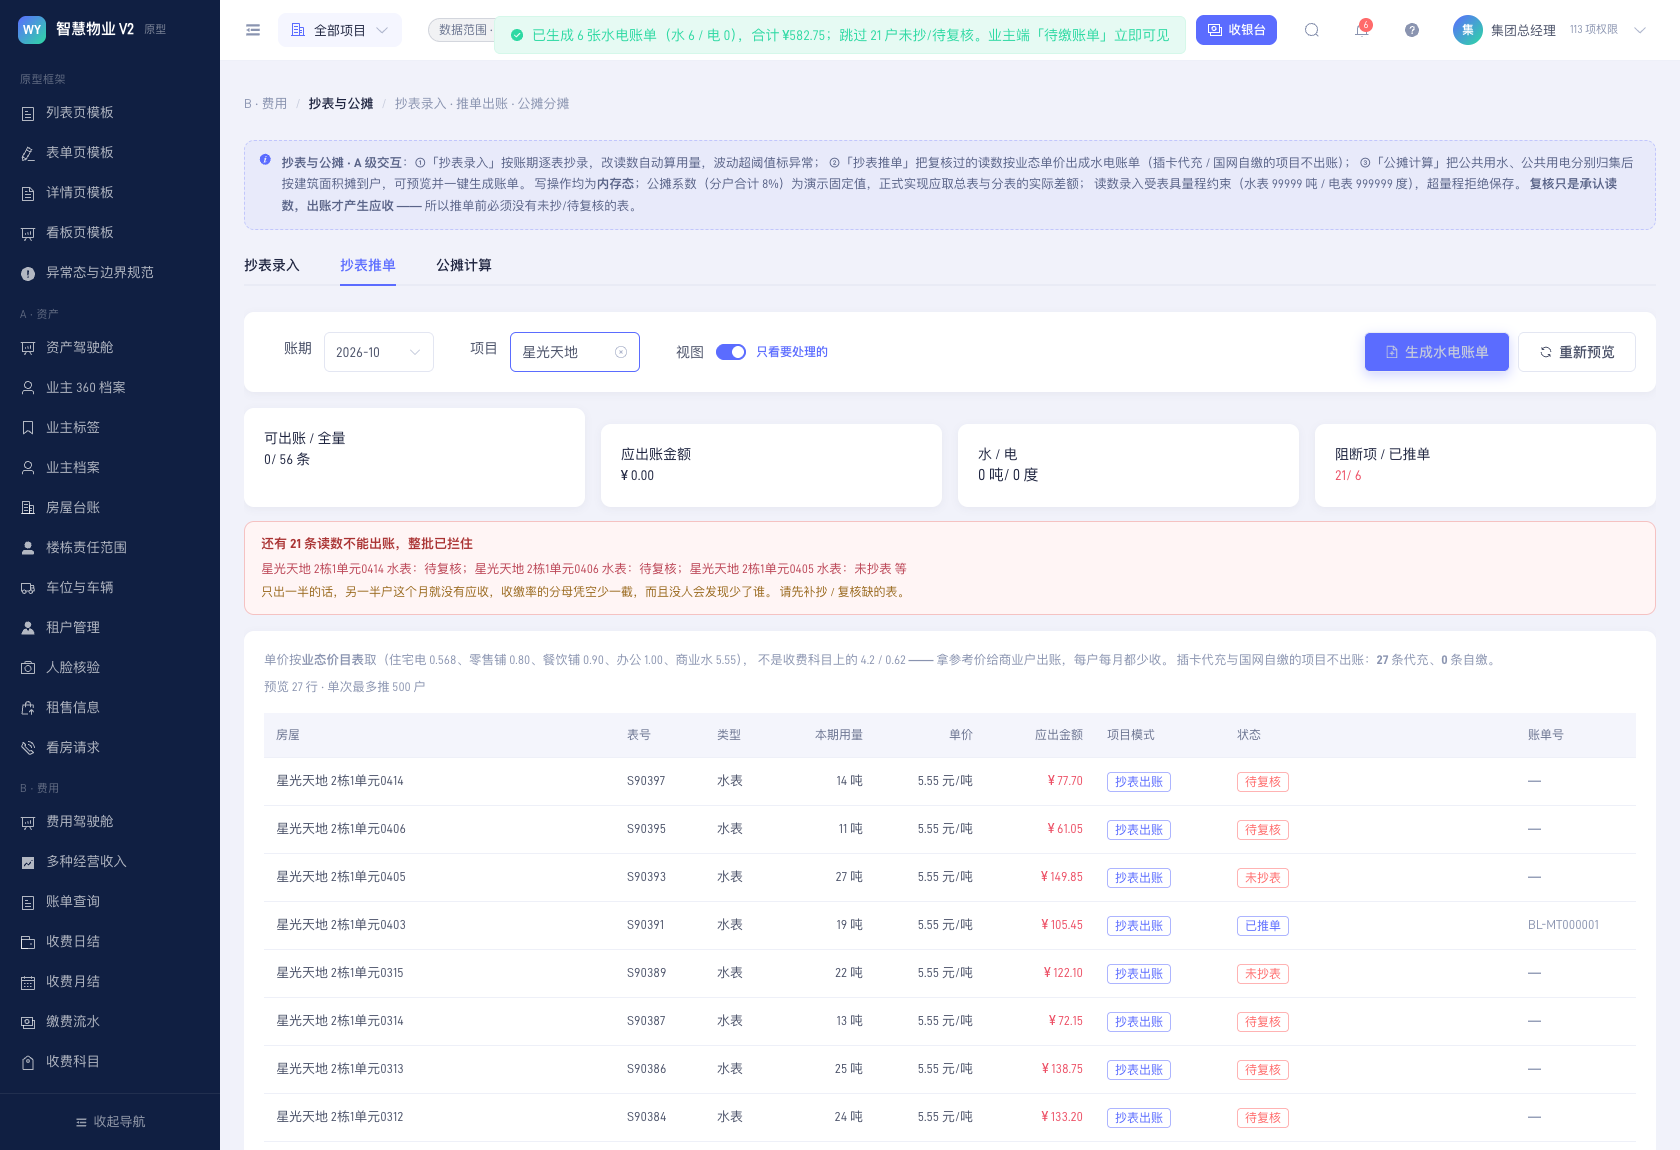 WY 智慧物业 V2 原型
原型框架
列表页模板
表单页模板
详情页模板
看板页模板
异常态与边界规范
A · 资产
资产驾驶舱
业主 360 档案
业主标签
业主档案
房屋台账
楼栋责任范围
车位与车辆
租户管理
人脸核验
租售信息
看房请求
B · 费用
费用驾驶舱
多种经营收入
账单查询
收费日结
收费月结
缴费流水
收费科目
收起导航
全部项目
数据范围 ·
已生成 6 张水电账单（水 6 / 电 0），合计 ¥582.75；跳过 21 户未抄/待复核。业主端「待缴账单」立即可见
收银台
6
集 集团总经理 113 项权限
B · 费用 / 抄表与公摊 / 抄表录入 · 推单出账 · 公摊分摊
抄表与公摊 · A 级交互：①「抄表录入」按账期逐表抄录，改读数自动算用量，波动超阈值标异常； ②「抄表推单」把复核过的读数按业态单价出成水电账单（插卡代充 / 国网自缴的项目不出账）； ③「公摊计算」把公共用水、公共用电分别归集后
按建筑面积摊到户，可预览并一键生成账单。 写操作均为内存态；公摊系数（分户合计 8%）为演示固定值，正式实现应取总表与分表的实际差额； 读数录入受表具量程约束（水表 99999 吨 / 电表 999999 度），超量程拒绝保存。 复核只是承认读
数，出账才产生应收 —— 所以推单前必须没有未抄/待复核的表。
抄表录入 抄表推单 公摊计算
账期 2026-10 项目 星光天地 视图 只看要处理的 生成水电账单 重新预览
可出账 / 全量
0/ 56 条
应出账金额
¥ 0.00
水 / 电
0 吨/ 0 度
阻断项 / 已推单
21/ 6
还有 21 条读数不能出账，整批已拦住
星光天地 2栋1单元0414 水表：待复核；星光天地 2栋1单元0406 水表：待复核；星光天地 2栋1单元0405 水表：未抄表 等
只出一半的话，另一半户这个月就没有应收，收缴率的分母凭空少一截，而且没人会发现少了谁。请先补抄 / 复核缺的表。
单价按业态价目表取（住宅电 0.568、零售铺 0.80、餐饮铺 0.90、办公 1.00、商业水 5.55）， 不是收费科目上的 4.2 / 0.62 —— 拿参考价给商业户出账，每户每月都少收。 插卡代充与国网自缴的项目不出账：27 条代充、0 条自缴。
预览 27 行 · 单次最多推 500 户
房屋 表号 类型 本期用量 单价 应出金额 项目模式 状态 账单号
星光天地 2栋1单元0414 S90397 水表 14 吨 5.55 元/吨 ¥ 77.70 抄表出账 待复核 —
星光天地 2栋1单元0406 S90395 水表 11 吨 5.55 元/吨 ¥ 61.05 抄表出账 待复核 —
星光天地 2栋1单元0405 S90393 水表 27 吨 5.55 元/吨 ¥ 149.85 抄表出账 未抄表 —
星光天地 2栋1单元0403 S90391 水表 19 吨 5.55 元/吨 ¥ 105.45 抄表出账 已推单 BL-MT000001
星光天地 2栋1单元0315 S90389 水表 22 吨 5.55 元/吨 ¥ 122.10 抄表出账 未抄表 —
星光天地 2栋1单元0314 S90387 水表 13 吨 5.55 元/吨 ¥ 72.15 抄表出账 待复核 —
星光天地 2栋1单元0313 S90386 水表 25 吨 5.55 元/吨 ¥ 138.75 抄表出账 待复核 —
星光天地 2栋1单元0312 S90384 水表 24 吨 5.55 元/吨 ¥ 133.20 抄表出账 待复核 —